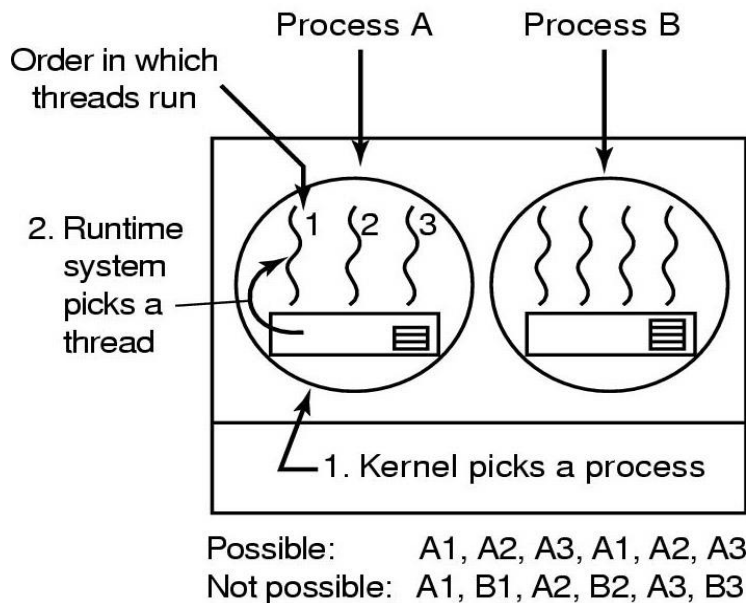 Process A
Process B
Order in which
threads run
1
2
3
2. Runtime
system
picks a
thread
1. Kernel picks a process
Possible: A1, A2, A3, A1, A2, A3
Not possible: A1, B1, A2, B2, A3, B3